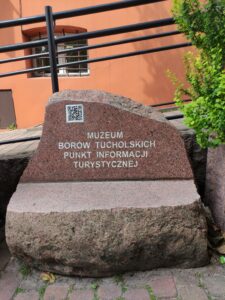 MUZEUM
BORÓW TUCHOLSKICH
PUNKT INFORMACJI
TURYSTYCZNEJ